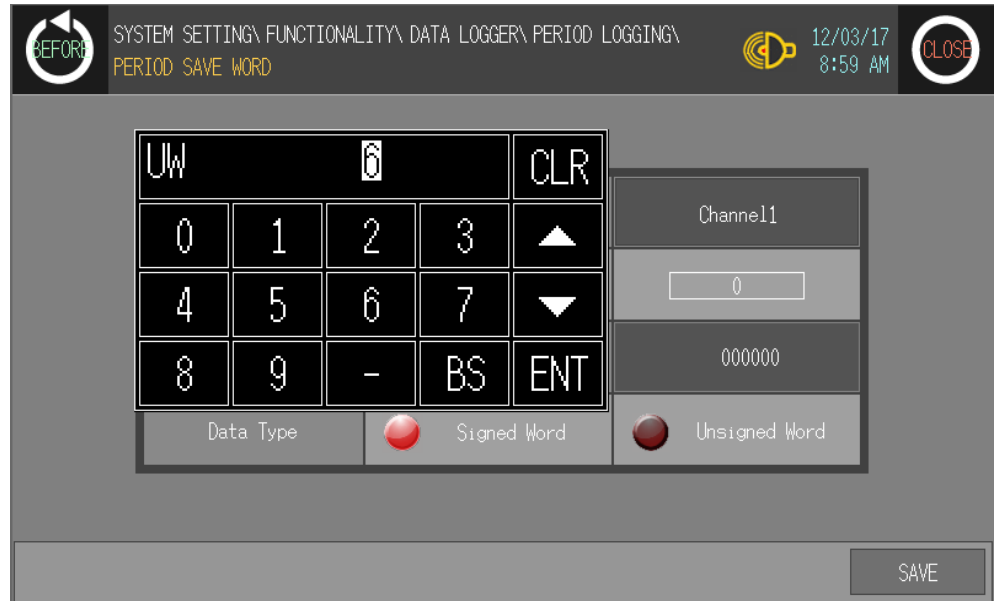 BEFORE
SYSTEM SETTING\ FUNCTIONALITY\ DATA LOGGER\ PERIOD LOGGING\
PERIOD SAVE WORD
12/03/17
8:59 AM
CLOSE
UW 6 CLR
0 1 2 3
4 5 6 7
8 9 - BS ENT
Channel1
0
000000
Data Type Signed Word Unsigned Word
SAVE